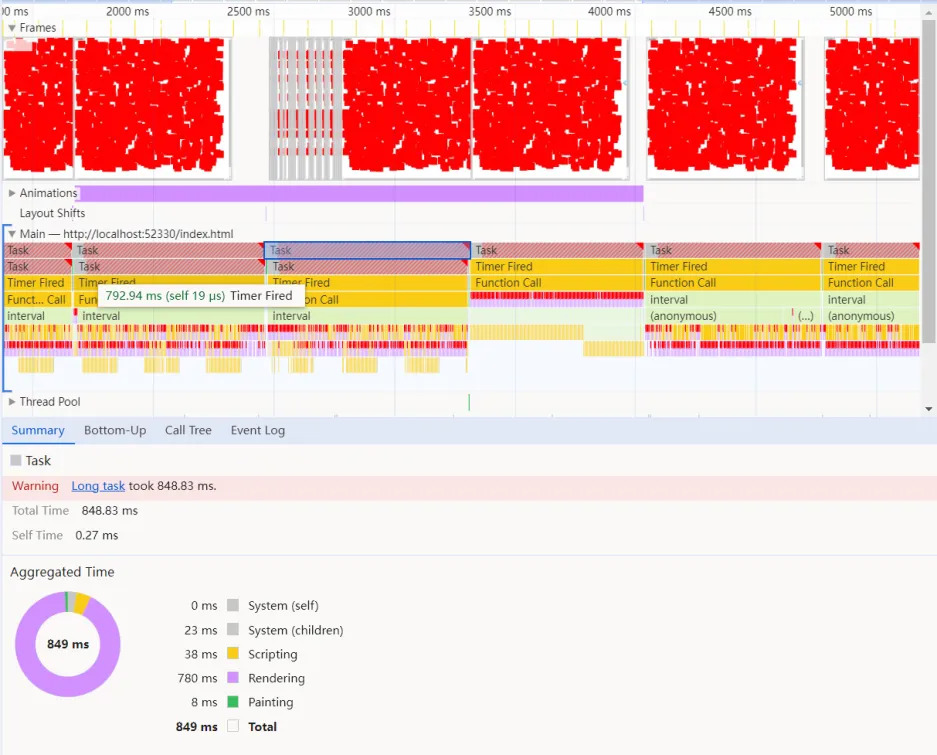 00 ms 2000 ms 2500 ms 3000 ms 3500 ms 4000 ms 4500 ms 5000 ms
Frames
Animations
Layout Shifts
Main — http://localhost:52330/index.html
Task Task Task Task Task Task
Task Task Task Timer Fired Timer Fired Timer Fired
Timer Fired Timer Fired Timer Fired Function Call Function Call Function Call
Funct... Call Fun 792.94 ms (self 19 μs) Timer Fired on Call interval interval
interval interval interval (anonymous) (...) (anonymous)
Thread Pool
Summary Bottom-Up Call Tree Event Log
Task
Warning Long task took 848.83 ms.
Total Time 848.83 ms
Self Time 0.27 ms
Aggregated Time
849 ms
0 ms System (self)
23 ms System (children)
38 ms Scripting
780 ms Rendering
8 ms Painting
849 ms Total